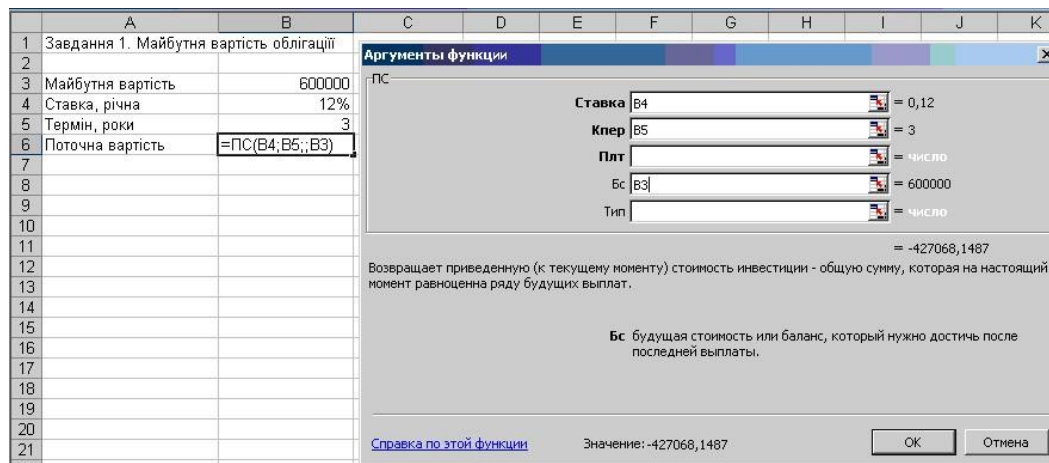 A B C D E F G H I J K
1 Завдання 1. Майбутня вартість облігаціїї
2
3 Майбутня вартість 600000
4 Ставка, річна 12%
5 Термін, роки 3
6 Поточна вартість =ПС(B4;B5;;B3)
7
8
9
10
11
12
13
14
15
16
17
18
19
20
21
Аргументы функции
ПС
Ставка B4 = 0,12
Кпер B5 = 3
Плт = число
Бс B3 = 600000
Тип = число
= -427068,1487
Возвращает приведенную (к текущему моменту) стоимость инвестиции - общую сумму, которая на настоящий
момент равноценна ряду будущих выплат.
Бс будущая стоимость или баланс, который нужно достичь после
последней выплаты.
Справка по этой функции Значение:-427068,1487 ОК Отмена